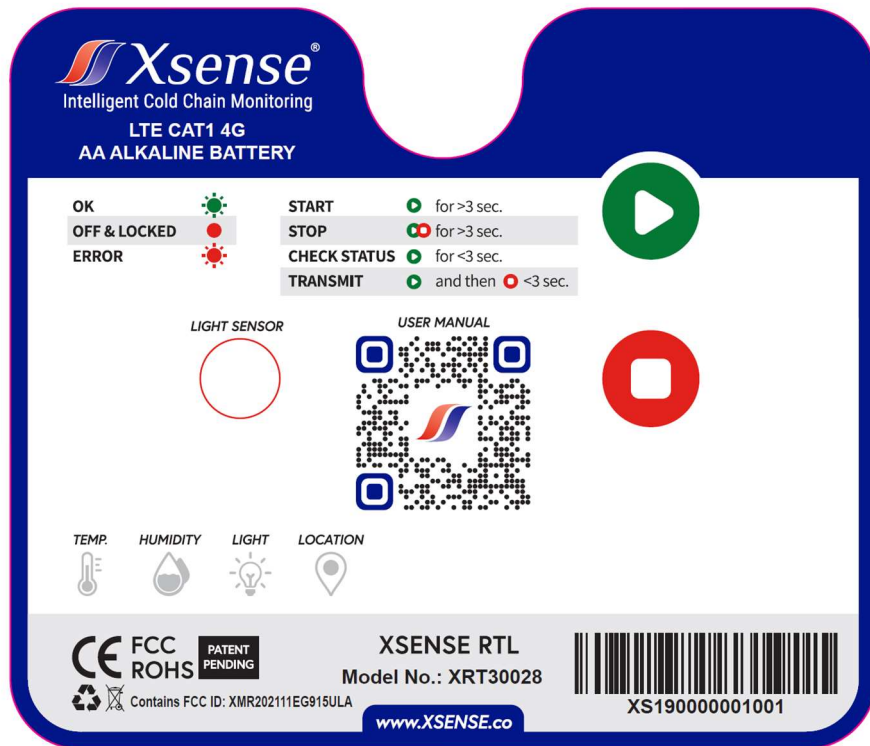 Xsense®
Intelligent Cold Chain Monitoring
LTE CAT1 4G
AA ALKALINE BATTERY
OK
OFF & LOCKED
ERROR
START for >3 sec.
STOP for >3 sec.
CHECK STATUS for <3 sec.
TRANSMIT and then <3 sec.
LIGHT SENSOR
USER MANUAL
TEMP. HUMIDITY LIGHT LOCATION
CE FCC ROHS
PATENT PENDING
Contains FCC ID: XMR202111EG915ULA
XSENSE RTL
Model No.: XRT30028
XS190000001001
www.XSENSE.co